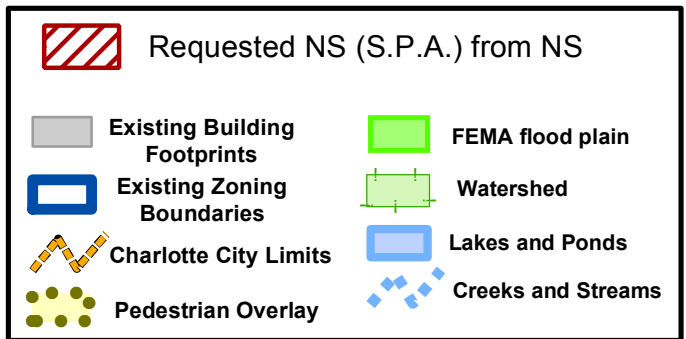 Requested NS (S.P.A.) from NS
Existing Building
Footprints
Existing Zoning
Boundaries
Charlotte City Limits
Pedestrian Overlay
FEMA flood plain
Watershed
Lakes and Ponds
Creeks and Streams